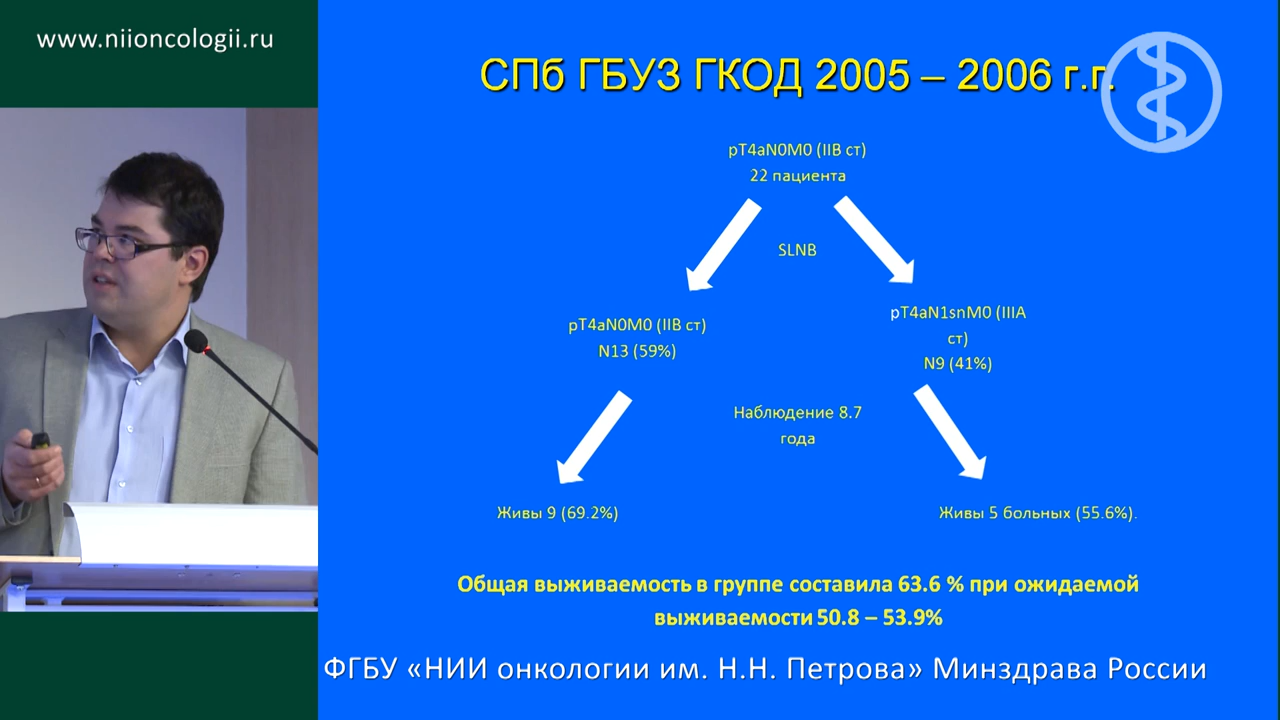 www.niioncologii.ru
СПб ГБУЗ ГКОД 2005 – 2006 г.г.
pT4aN0M0 (IIB ст)
22 пациента
SLNB
pT4aN0M0 (IIB ст)
N13 (59%)
pT4aN1snM0 (IIIA
ст)
N9 (41%)
Наблюдение 8.7
года
Живы 9 (69.2%)
Живы 5 больных (55.6%).
Общая выживаемость в группе составила 63.6 % при ожидаемой
выживаемости 50.8 – 53.9%
ФГБУ «НИИ онкологии им. Н.Н. Петрова» Минздрава России